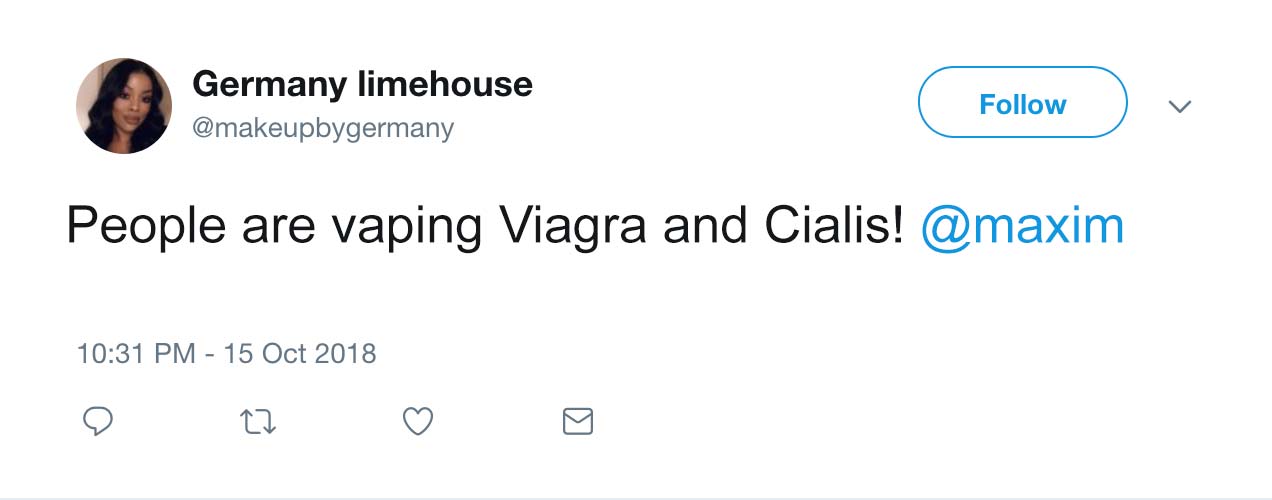 Germany limehouse
@makeupbygermany
Follow
People are vaping Viagra and Cialis! @maxim
10:31 PM - 15 Oct 2018